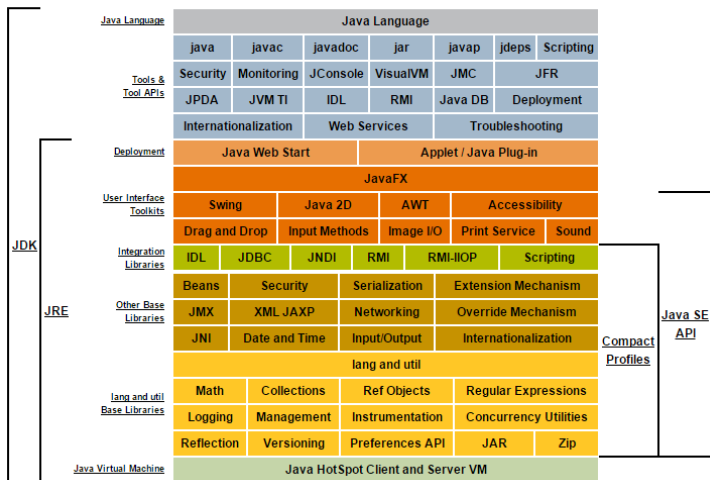 Java Language Java Language
java javac javadoc jar javap jdeps Scripting
Tools &
Tool APIs
Security Monitoring JConsole VisualVM JMC JFR
JPDA JVM TI IDL RMI Java DB Deployment
Internationalization Web Services Troubleshooting
Deployment Java Web Start Applet / Java Plug-in
JavaFX
User Interface
Toolkits
Swing Java 2D AWT Accessibility
Drag and Drop Input Methods Image I/O Print Service Sound
Integration
Libraries
IDL JDBC JNDI RMI RMI-IIOP Scripting
JDK
JRE
Other Base
Libraries
Beans Security Serialization Extension Mechanism
JMX XML JAXP Networking Override Mechanism
JNI Date and Time Input/Output Internationalization
Compact
Profiles
Java SE
API
lang and util
lang and util
Base Libraries
Math Collections Ref Objects Regular Expressions
Logging Management Instrumentation Concurrency Utilities
Reflection Versioning Preferences API JAR Zip
Java Virtual Machine Java HotSpot Client and Server VM